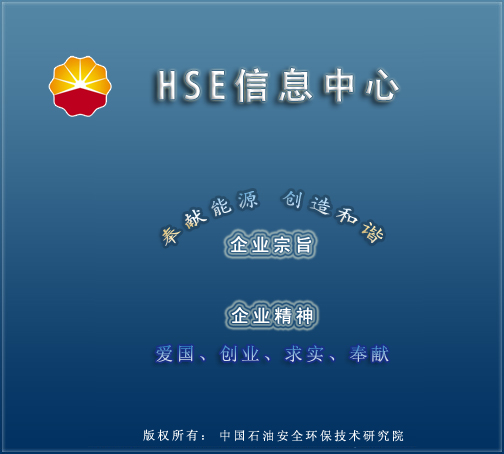 HSE信息中心
奉献能源 创造和谐
企业宗旨
企业精神
爱国、创业、求实、奉献
版权所有： 中国石油安全环保技术研究院